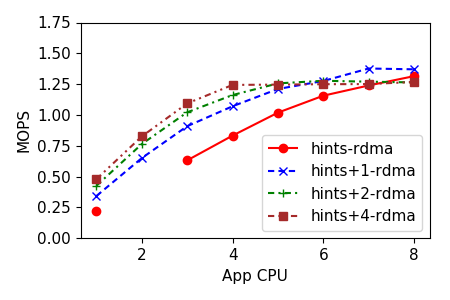 1.75
1.50
1.25
1.00
0.75
0.50
0.25
0.00
MOPS
hints-rdma
hints+1-rdma
hints+2-rdma
hints+4-rdma
2 4 6 8
App CPU